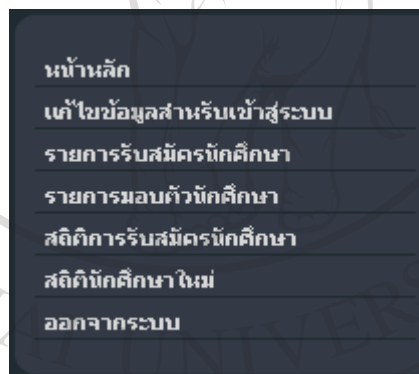 หน้าหลัก
แก้ไขข้อมูลสำหรับเข้าสู่ระบบ
รายการรับสมัครนักศึกษา
รายการมอบตัวนักศึกษา
สถิติการรับสมัครนักศึกษา
สถิตินักศึกษาใหม่
ออกจากระบบ